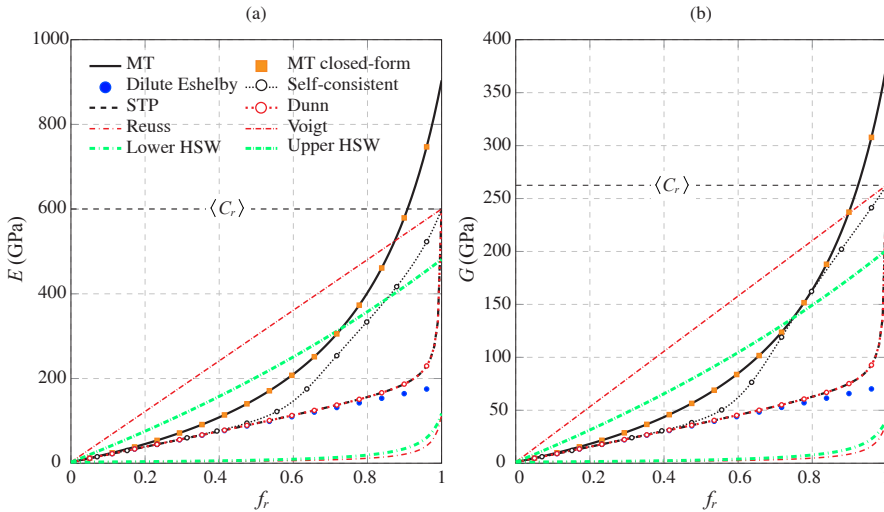 (a)
1000
800
600
400
200
0
E (GPa)
MT
MT closed-form
Dilute Eshelby
Self-consistent
STP
Dunn
Reuss
Voigt
Lower HSW
Upper HSW
⟨C_r⟩
0 0.2 0.4 0.6 0.8 1
f_r
(b)
400
350
300
250
200
150
100
50
0
G (GPa)
⟨C_r⟩
0 0.2 0.4 0.6 0.8 1
f_r